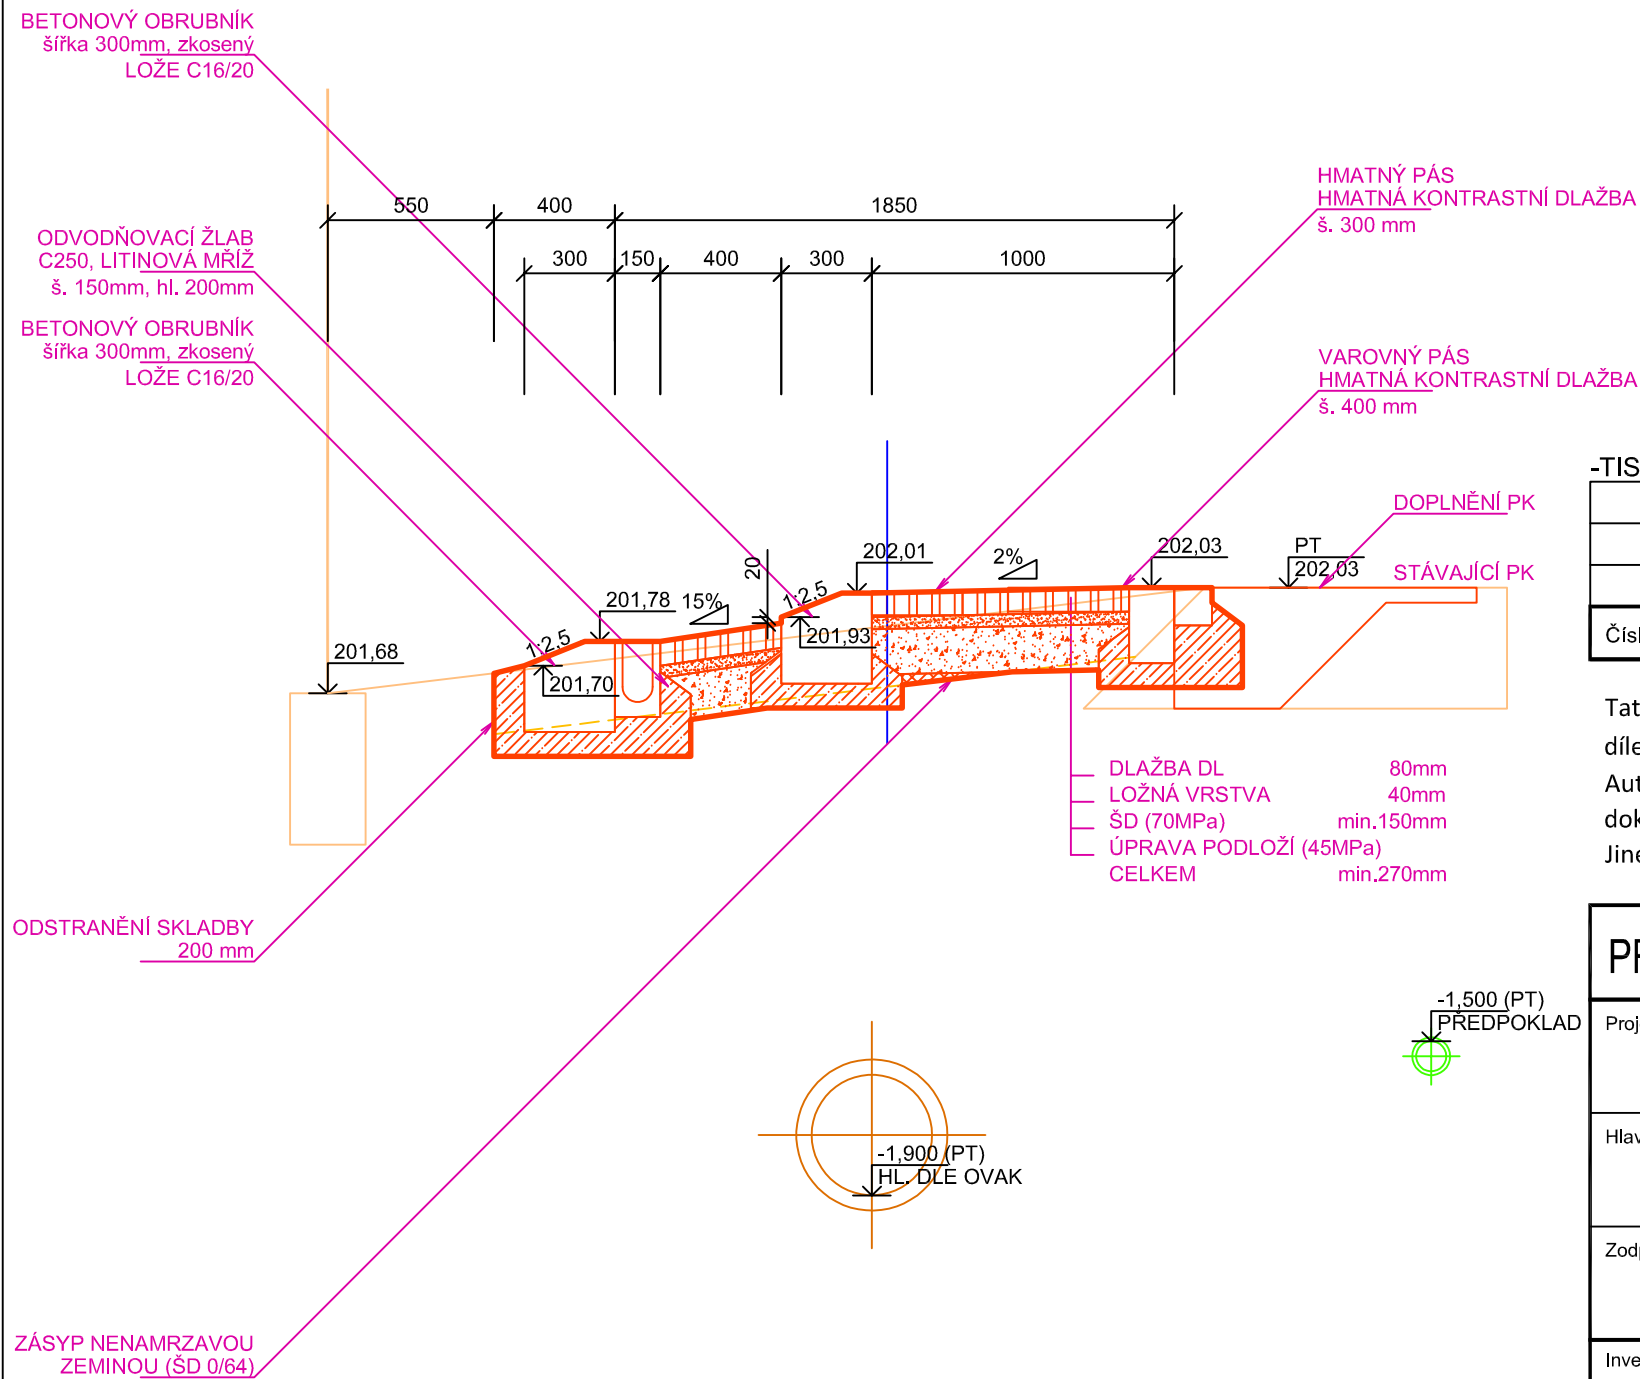 BETONOVÝ OBRUBNÍK
šířka 300mm, zkosený
LOŽE C16/20
ODVODŇOVACÍ ŽLAB
C250, LITINOVÁ MŘÍŽ
š. 150mm, hl. 200mm
BETONOVÝ OBRUBNÍK
šířka 300mm, zkosený
LOŽE C16/20
550
400
1850
300
150
400
300
1000
HMATNÝ PÁS
HMATNÁ KONTRASTNÍ DLAŽBA
š. 300 mm
VAROVNÝ PÁS
HMATNÁ KONTRASTNÍ DLAŽBA
š. 400 mm
-TIS
DOPLNĚNÍ PK
STÁVAJÍCÍ PK
20
202,01
2%
202,03
PT
202,03
201,78
15%
1:2,5
201,93
1:2,5
201,68
201,70
Čísl
Tat
díle
Aut
dok
Jine
DLAŽBA DL 80mm
LOŽNÁ VRSTVA 40mm
ŠD (70MPa) min.150mm
ÚPRAVA PODLOŽÍ (45MPa)
CELKEM min.270mm
ODSTRANĚNÍ SKLADBY
200 mm
-1,500 (PT)
PŘEDPOKLAD
-1,900 (PT)
HL. DLE OVAK
Proj
Hlav
Zodp
Inve
ZÁSYP NENAMRZAVOU
ZEMINOU (ŠD 0/64)